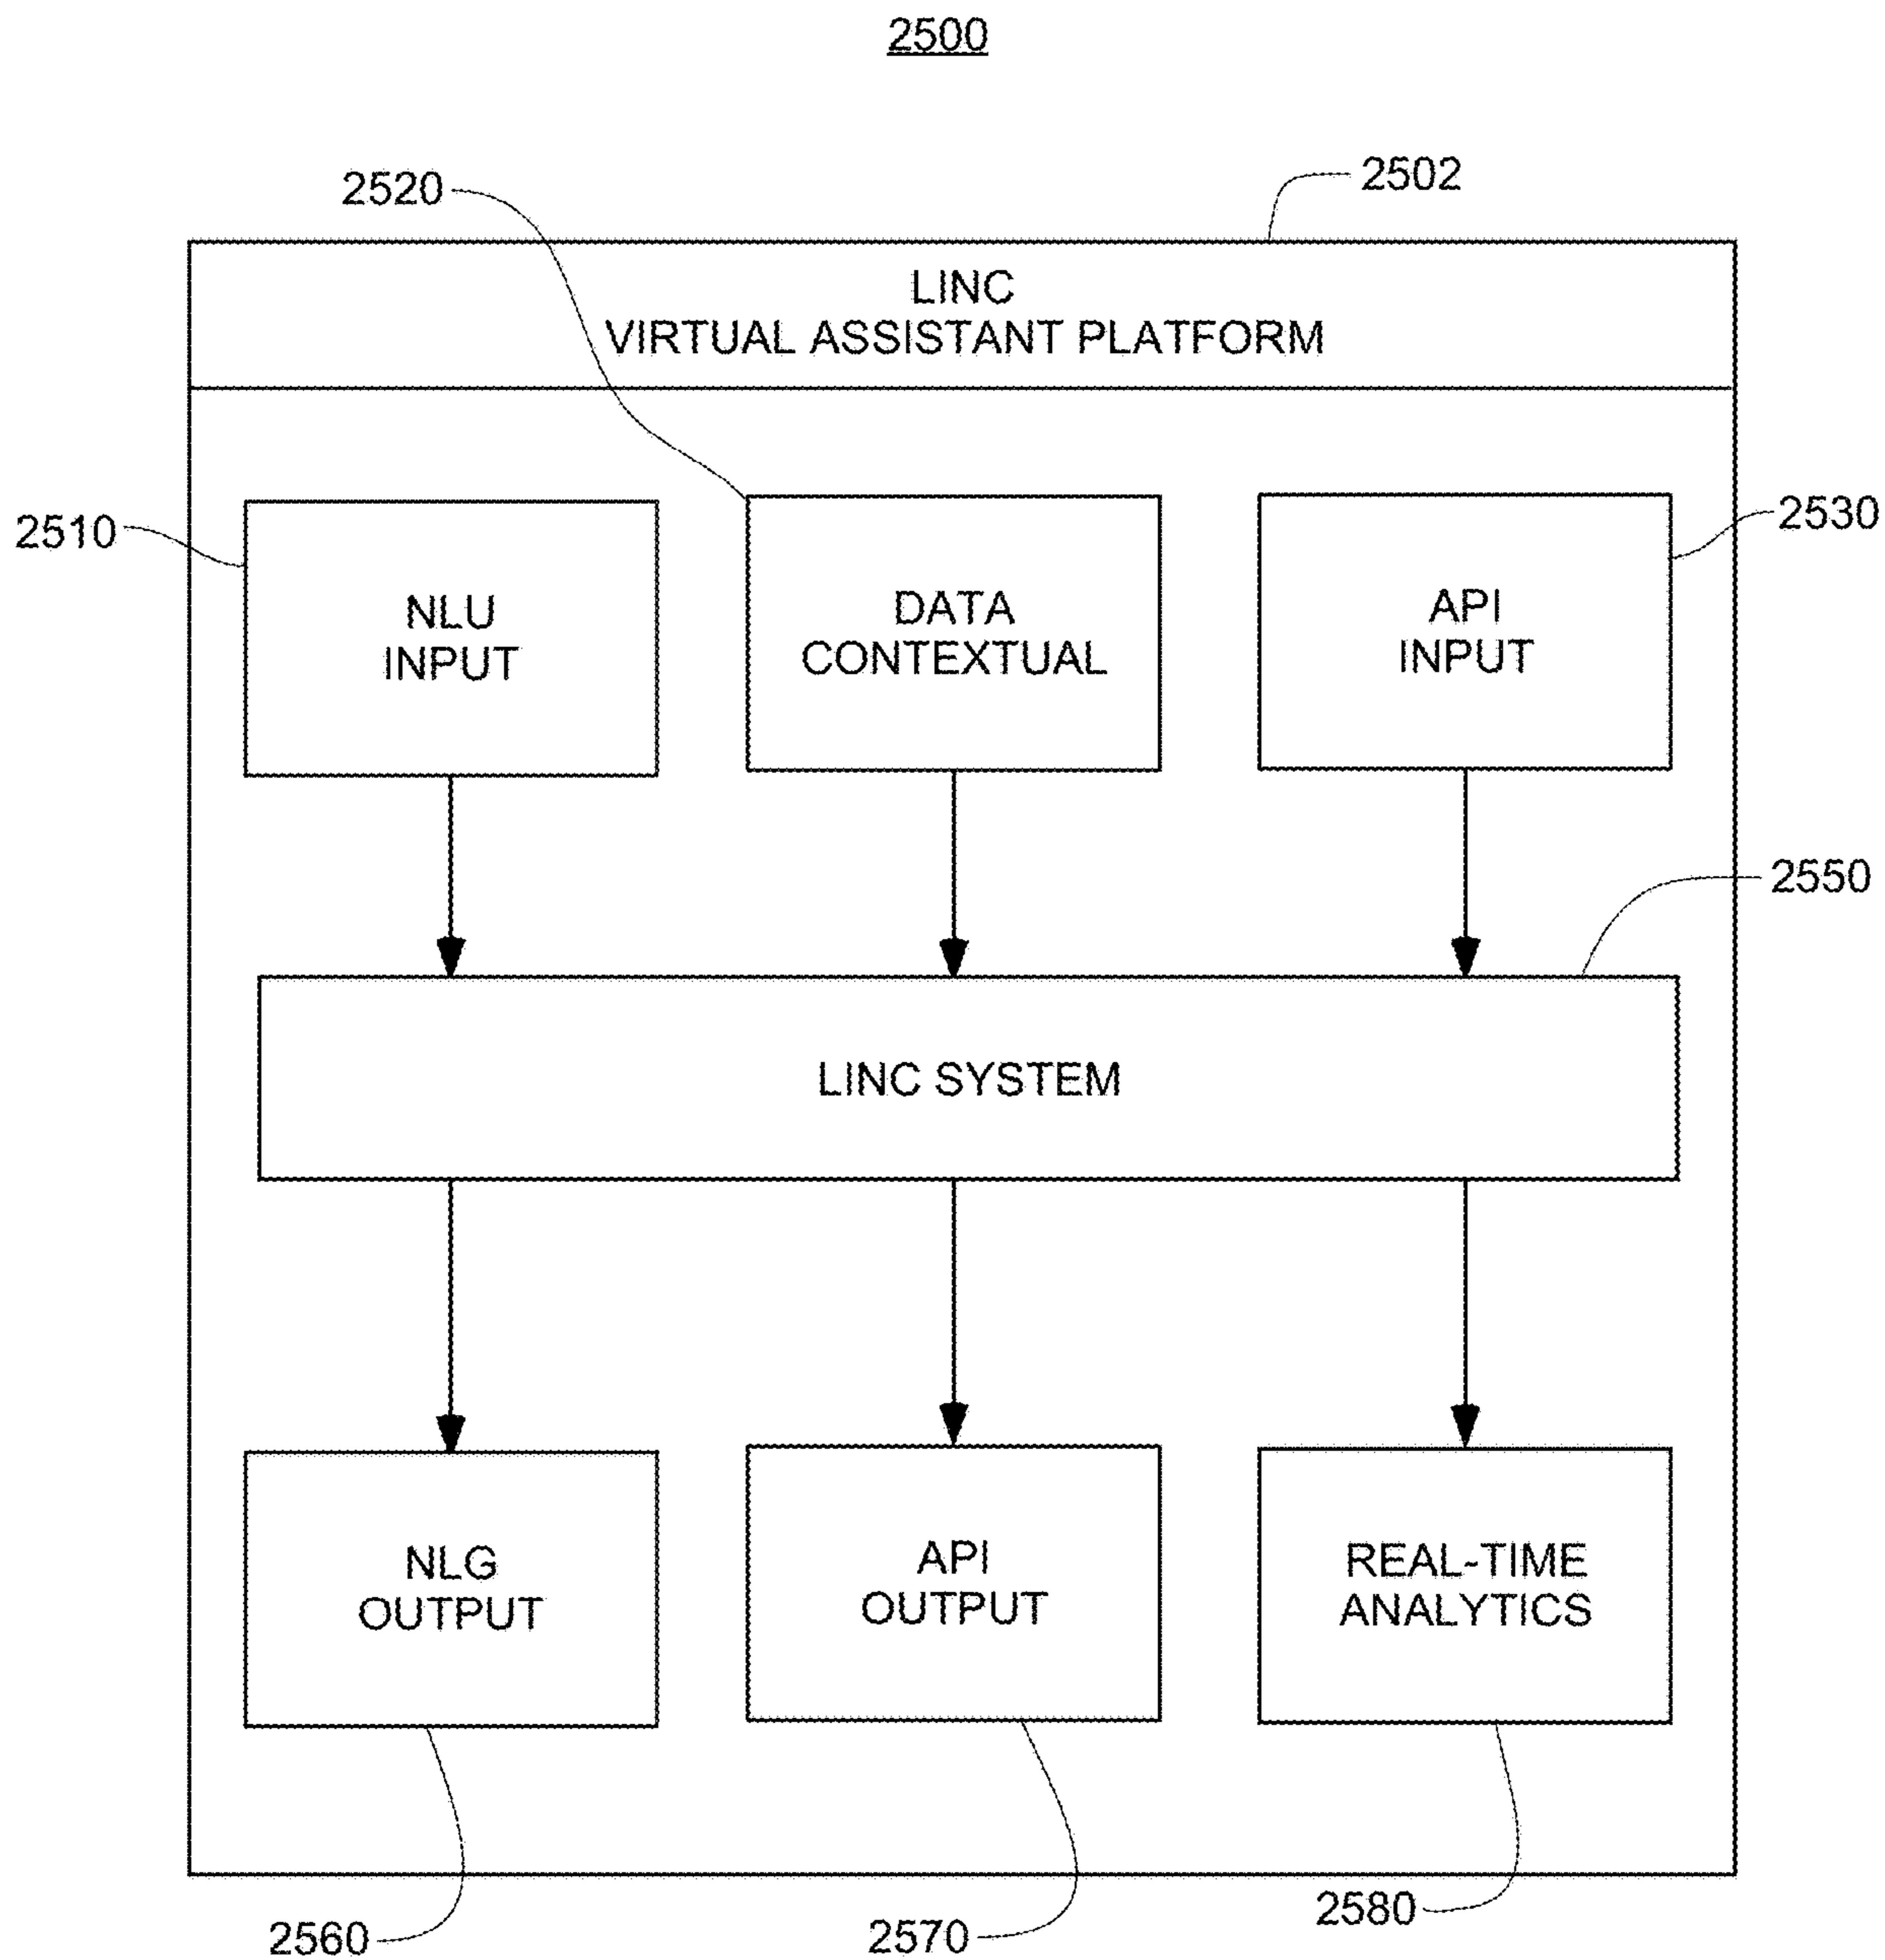 2500
2520
2502
LINC
VIRTUAL ASSISTANT PLATFORM
2510
NLU
INPUT
DATA
CONTEXTUAL
API
INPUT
2530
2550
LINC SYSTEM
NLG
OUTPUT
API
OUTPUT
REAL-TIME
ANALYTICS
2560
2570
2580